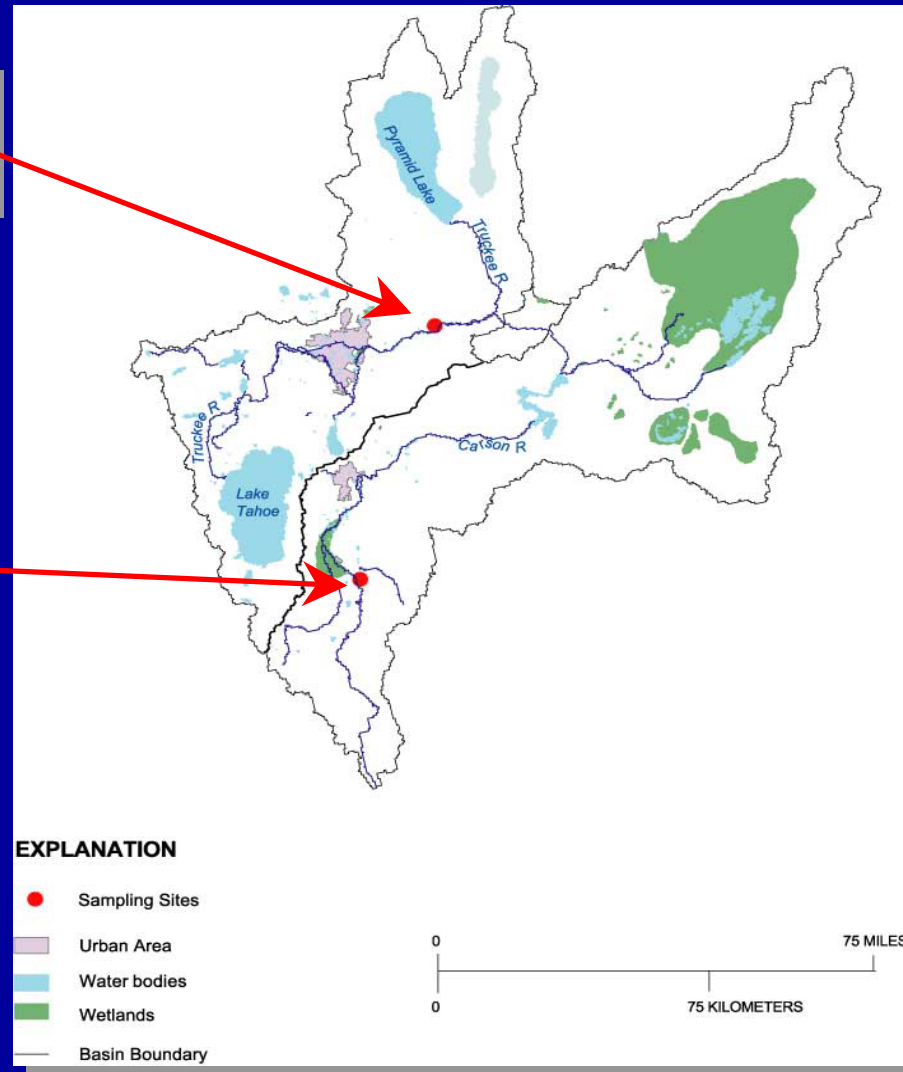 Pyramid Lake
Truckee R
Truckee R
Carson R
Lake
Tahoe
EXPLANATION
Sampling Sites
Urban Area
Water bodies
Wetlands
Basin Boundary
0
75 MILES
0
75 KILOMETERS